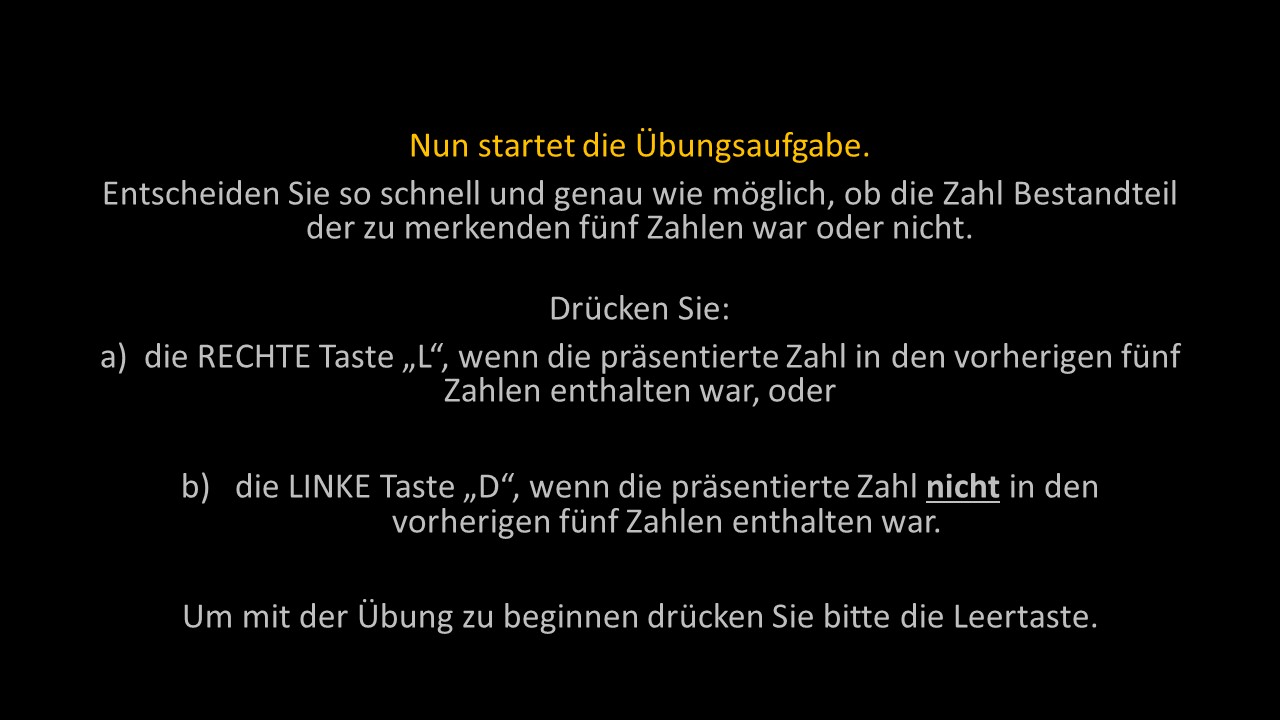 Nun startet die Übungsaufgabe.
Entscheiden Sie so schnell und genau wie möglich, ob die Zahl Bestandteil
der zu merkenden fünf Zahlen war oder nicht.
Drücken Sie:
a) die RECHTE Taste „L“, wenn die präsentierte Zahl in den vorherigen fünf
Zahlen enthalten war, oder
b) die LINKE Taste „D“, wenn die präsentierte Zahl nicht in den
vorherigen fünf Zahlen enthalten war.
Um mit der Übung zu beginnen drücken Sie bitte die Leertaste.